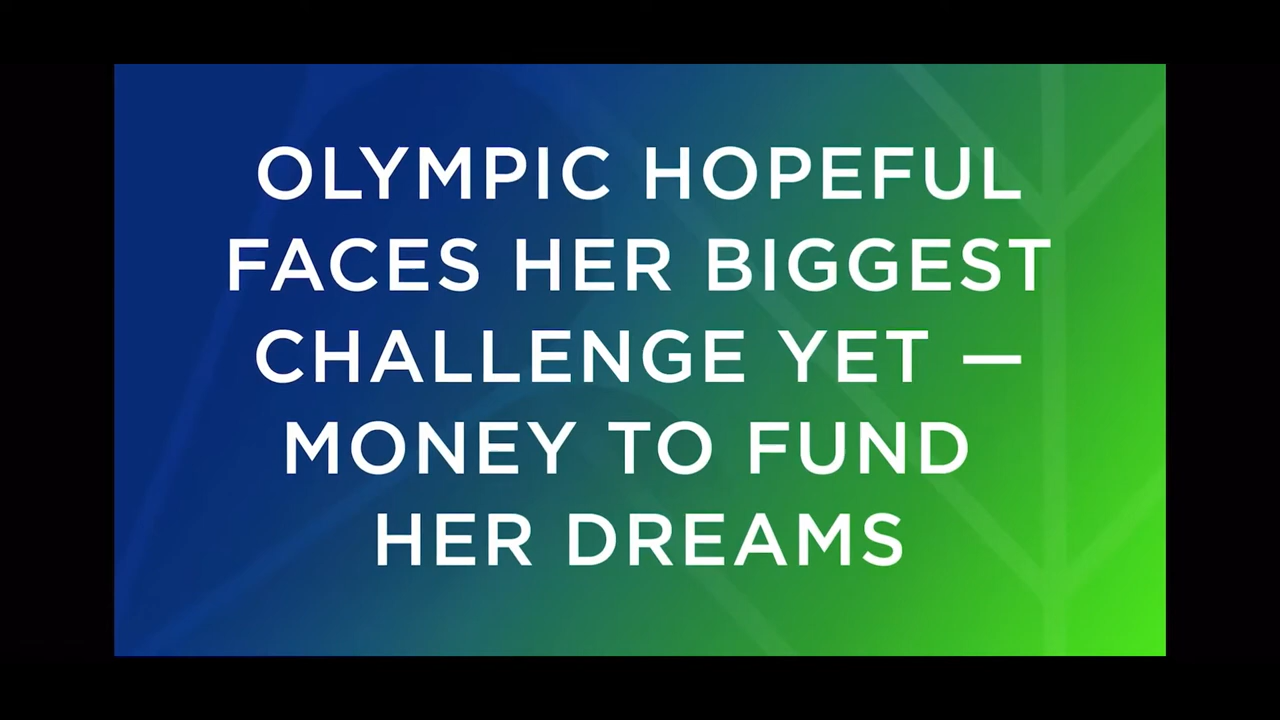 OLYMPIC HOPEFUL
FACES HER BIGGEST
CHALLENGE YET —
MONEY TO FUND
HER DREAMS